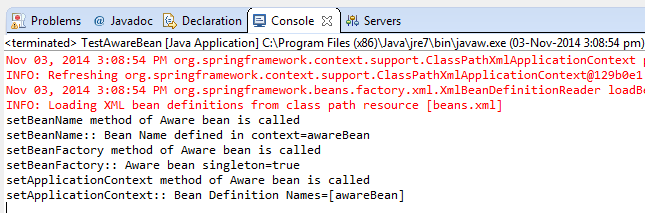 Problems @ Javadoc Declaration Console Servers
<terminated> TestAwareBean [Java Application] C:\Program Files (x86)\Java\jre7\bin\javaw.exe (03-Nov-2014 3:08:54 pm)
Nov 03, 2014 3:08:54 PM org.springframework.context.support.ClassPathXmlApplicationContext p
INFO: Refreshing org.springframework.context.support.ClassPathXmlApplicationContext@129b0e1
Nov 03, 2014 3:08:54 PM org.springframework.beans.factory.xml.XmlBeanDefinitionReader loadBe
INFO: Loading XML bean definitions from class path resource [beans.xml]
setBeanName method of Aware bean is called
setBeanName:: Bean Name defined in context=awareBean
setBeanFactory method of Aware bean is called
setBeanFactory:: Aware bean singleton=true
setApplicationContext method of Aware bean is called
setApplicationContext:: Bean Definition Names=[awareBean]